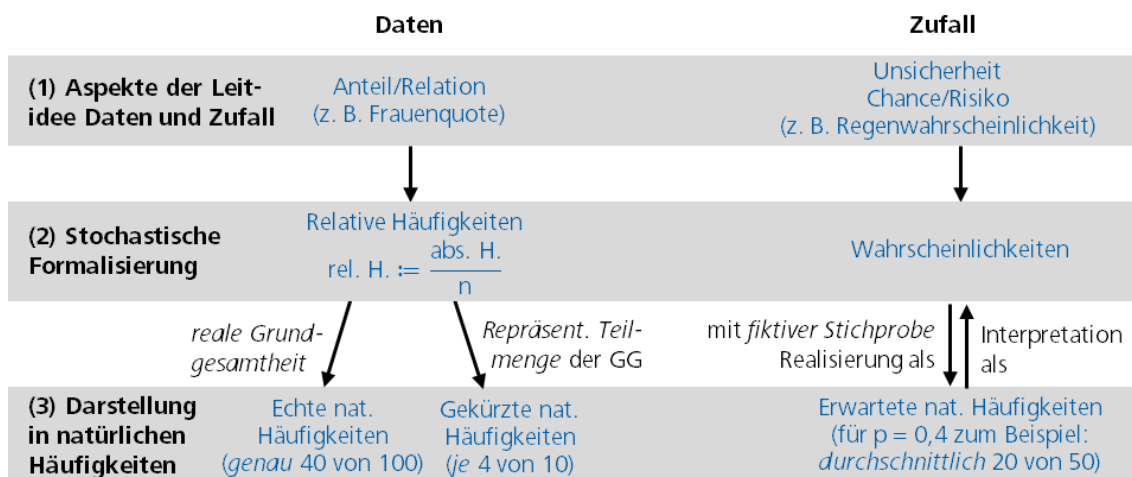 Daten
Zufall
(1) Aspekte der Leit-
idee Daten und Zufall
Anteil/Relation
(z. B. Frauenquote)
Unsicherheit
Chance/Risiko
(z. B. Regenwahrscheinlichkeit)
(2) Stochastische
Formalisierung
Relative Häufigkeiten
rel. H. := abs. H. / n
Wahrscheinlichkeiten
reale Grund-
gesamtheit
Repräsent. Teil-
menge der GG
mit fiktiver Stichprobe
Realisierung als
Interpretation
als
(3) Darstellung
in natürlichen
Häufigkeiten
Echte nat.
Häufigkeiten
(genau 40 von 100)
Gekürzte nat.
Häufigkeiten
(je 4 von 10)
Erwartete nat. Häufigkeiten
(für p = 0,4 zum Beispiel:
durchschnittlich 20 von 50)